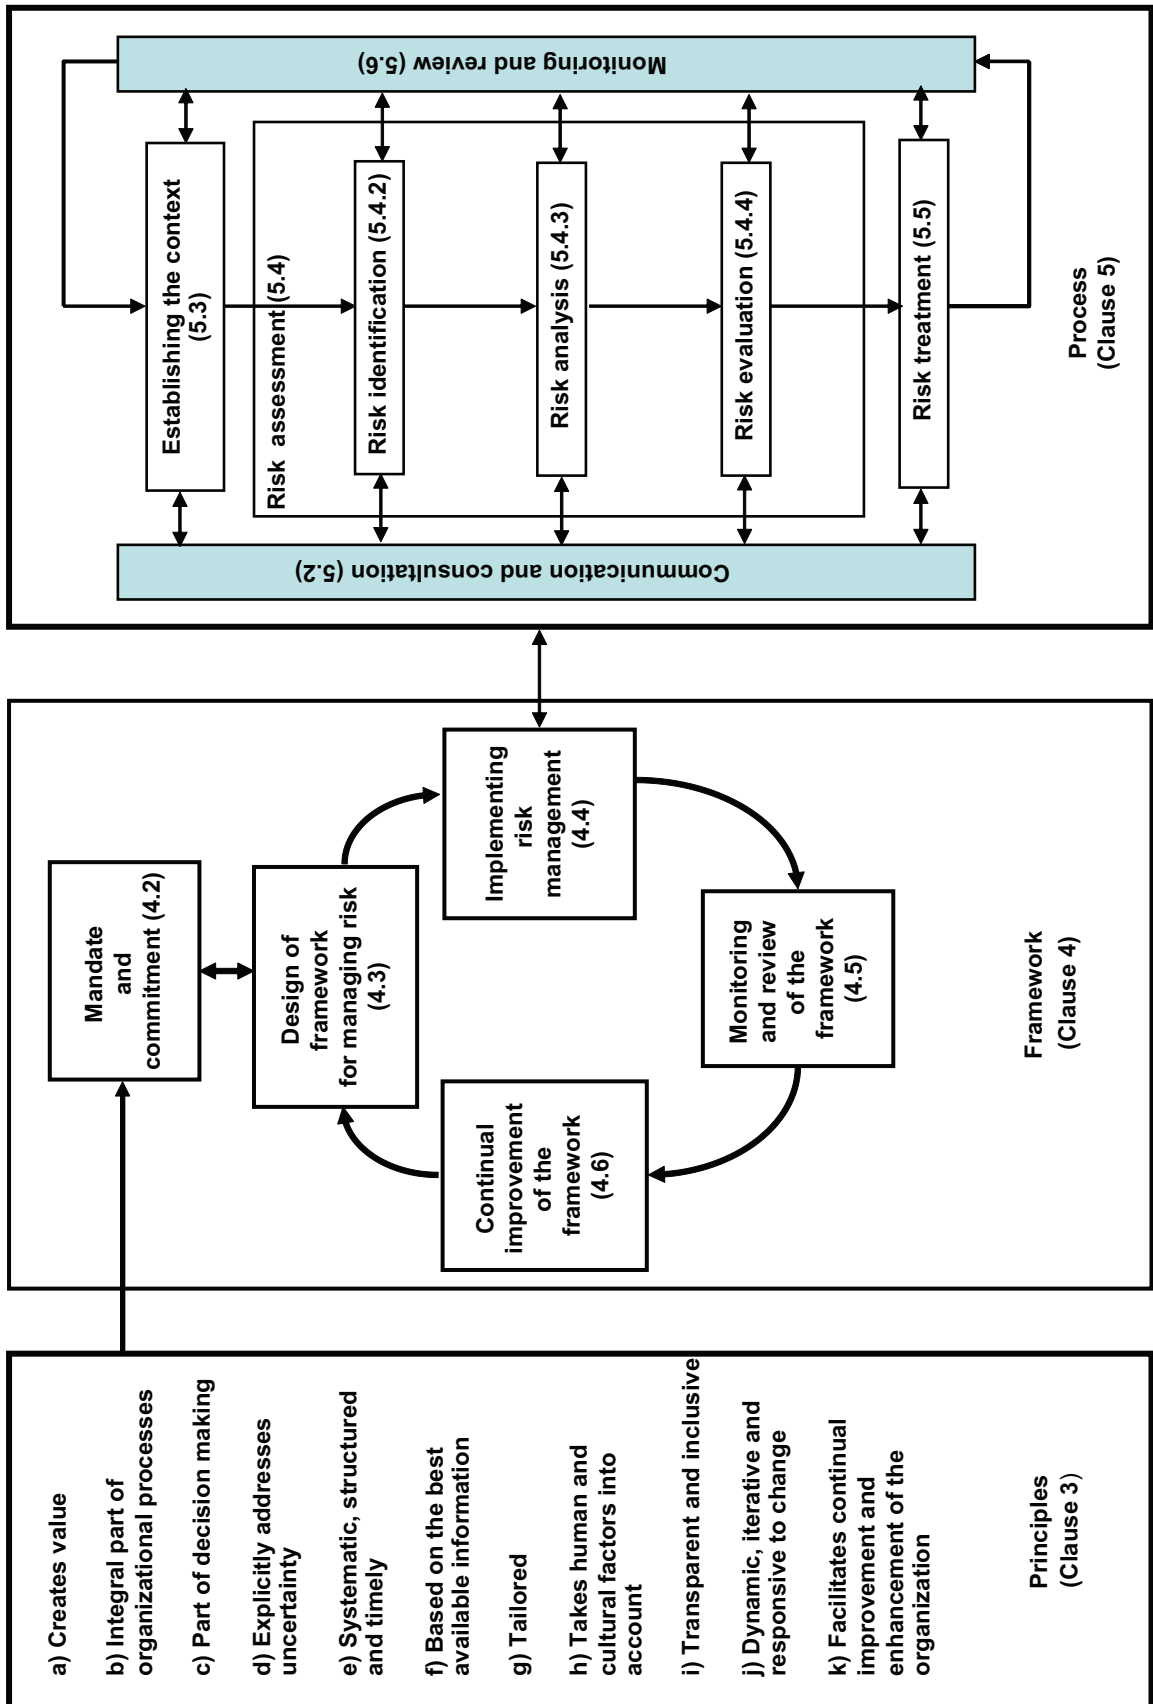 a) Creates value
b) Integral part of
organizational processes
c) Part of decision making
d) Explicitly addresses
uncertainty
e) Systematic, structured
and timely
f) Based on the best
available information
g) Tailored
h) Takes human and
cultural factors into
account
i) Transparent and inclusive
j) Dynamic, iterative and
responsive to change
k) Facilitates continual
improvement and
enhancement of the
organization
Principles
(Clause 3)
Mandate
and
commitment (4.2)
Design of
framework
for managing risk
(4.3)
Implementing
risk
management
(4.4)
Monitoring
and review
of the
framework
(4.5)
Continual
improvement
of the
framework
(4.6)
Framework
(Clause 4)
Communication and consultation (5.2)
Establishing the context
(5.3)
Risk assessment (5.4)
Risk identification (5.4.2)
Risk analysis (5.4.3)
Risk evaluation (5.4.4)
Risk treatment (5.5)
Monitoring and review (5.6)
Process
(Clause 5)